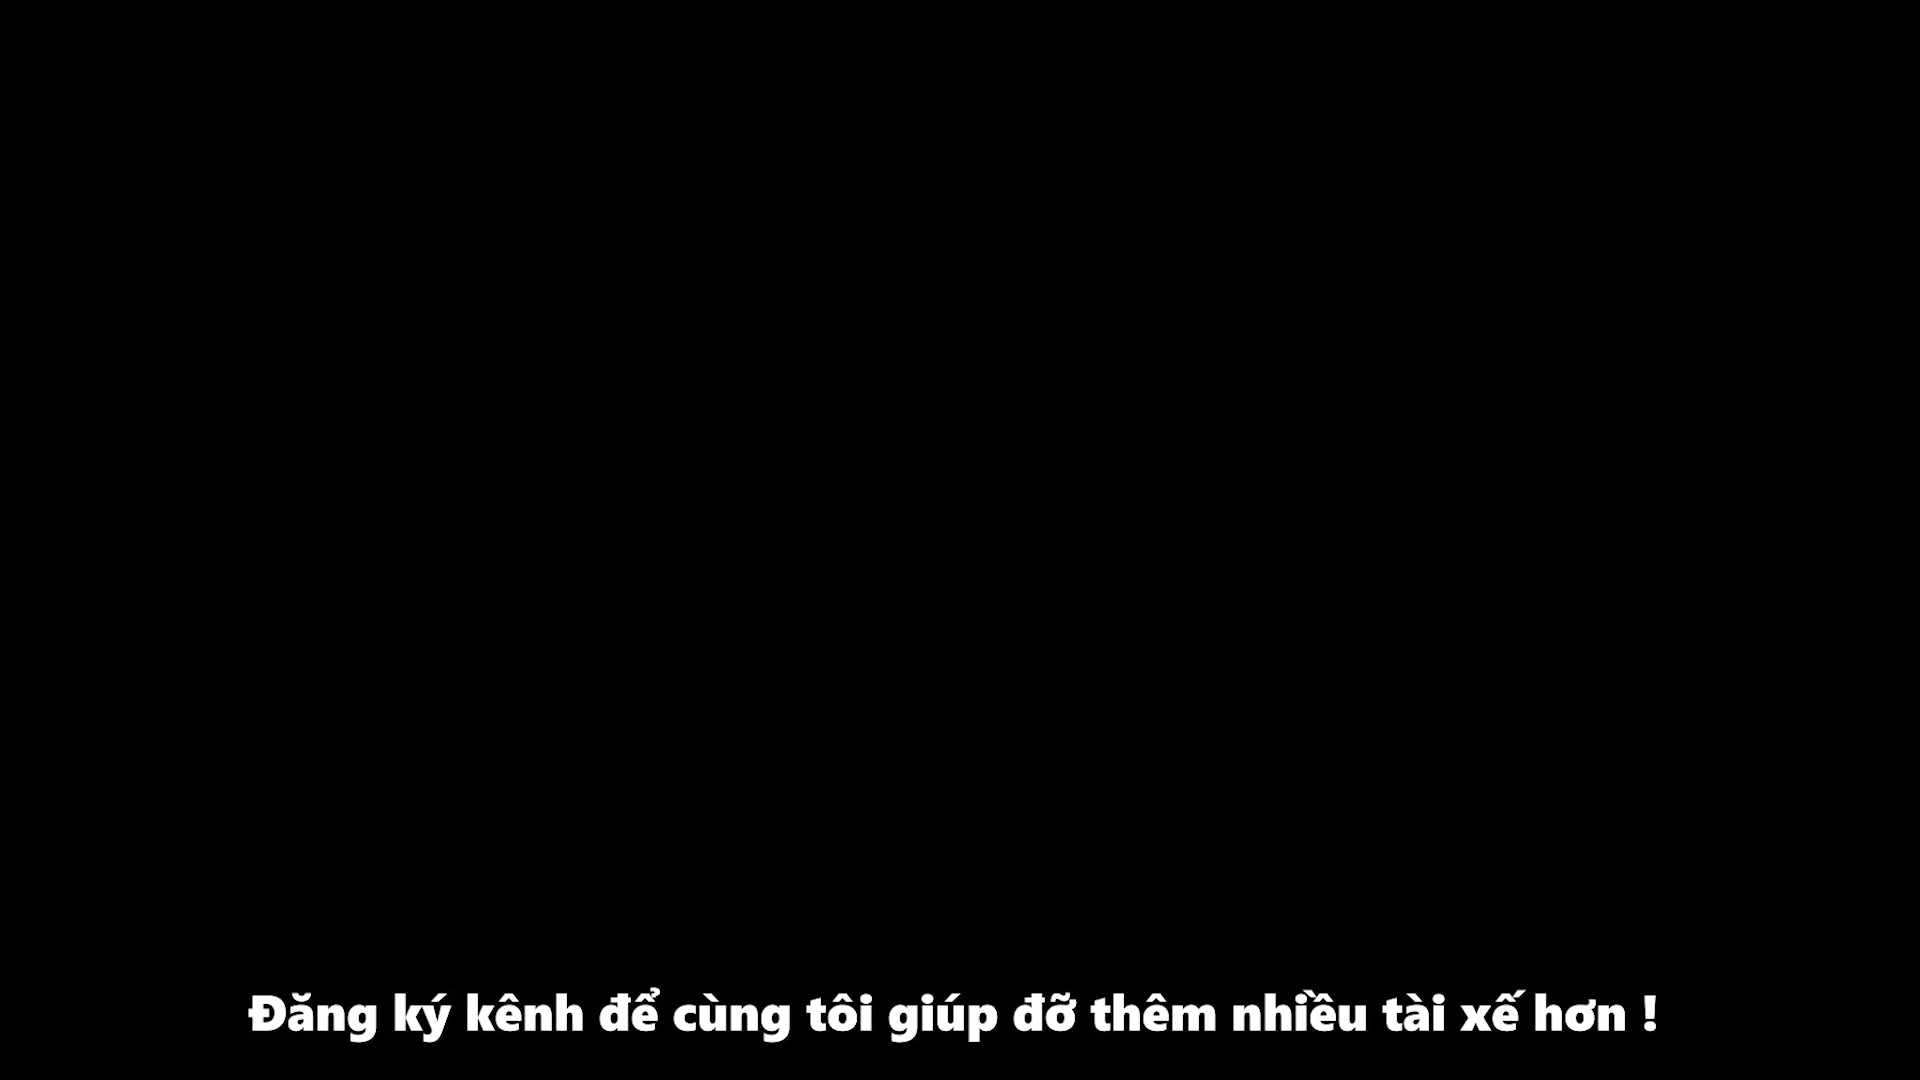 Đăng ký kênh để cùng tôi giúp đỡ thêm nhiều tài xế hơn !